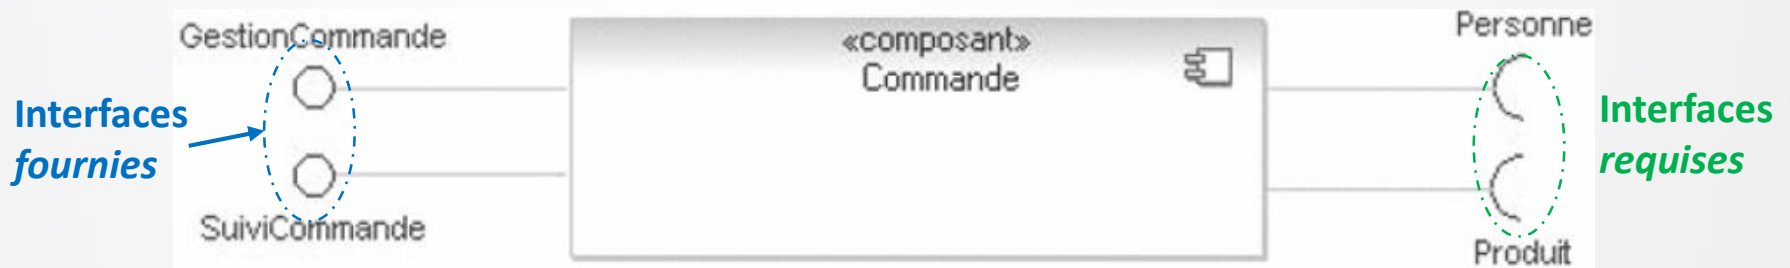 GestionCommande
«composant»
Commande
Personne
Interfaces
fournies
Interfaces
requises
SuiviCommande
Produit